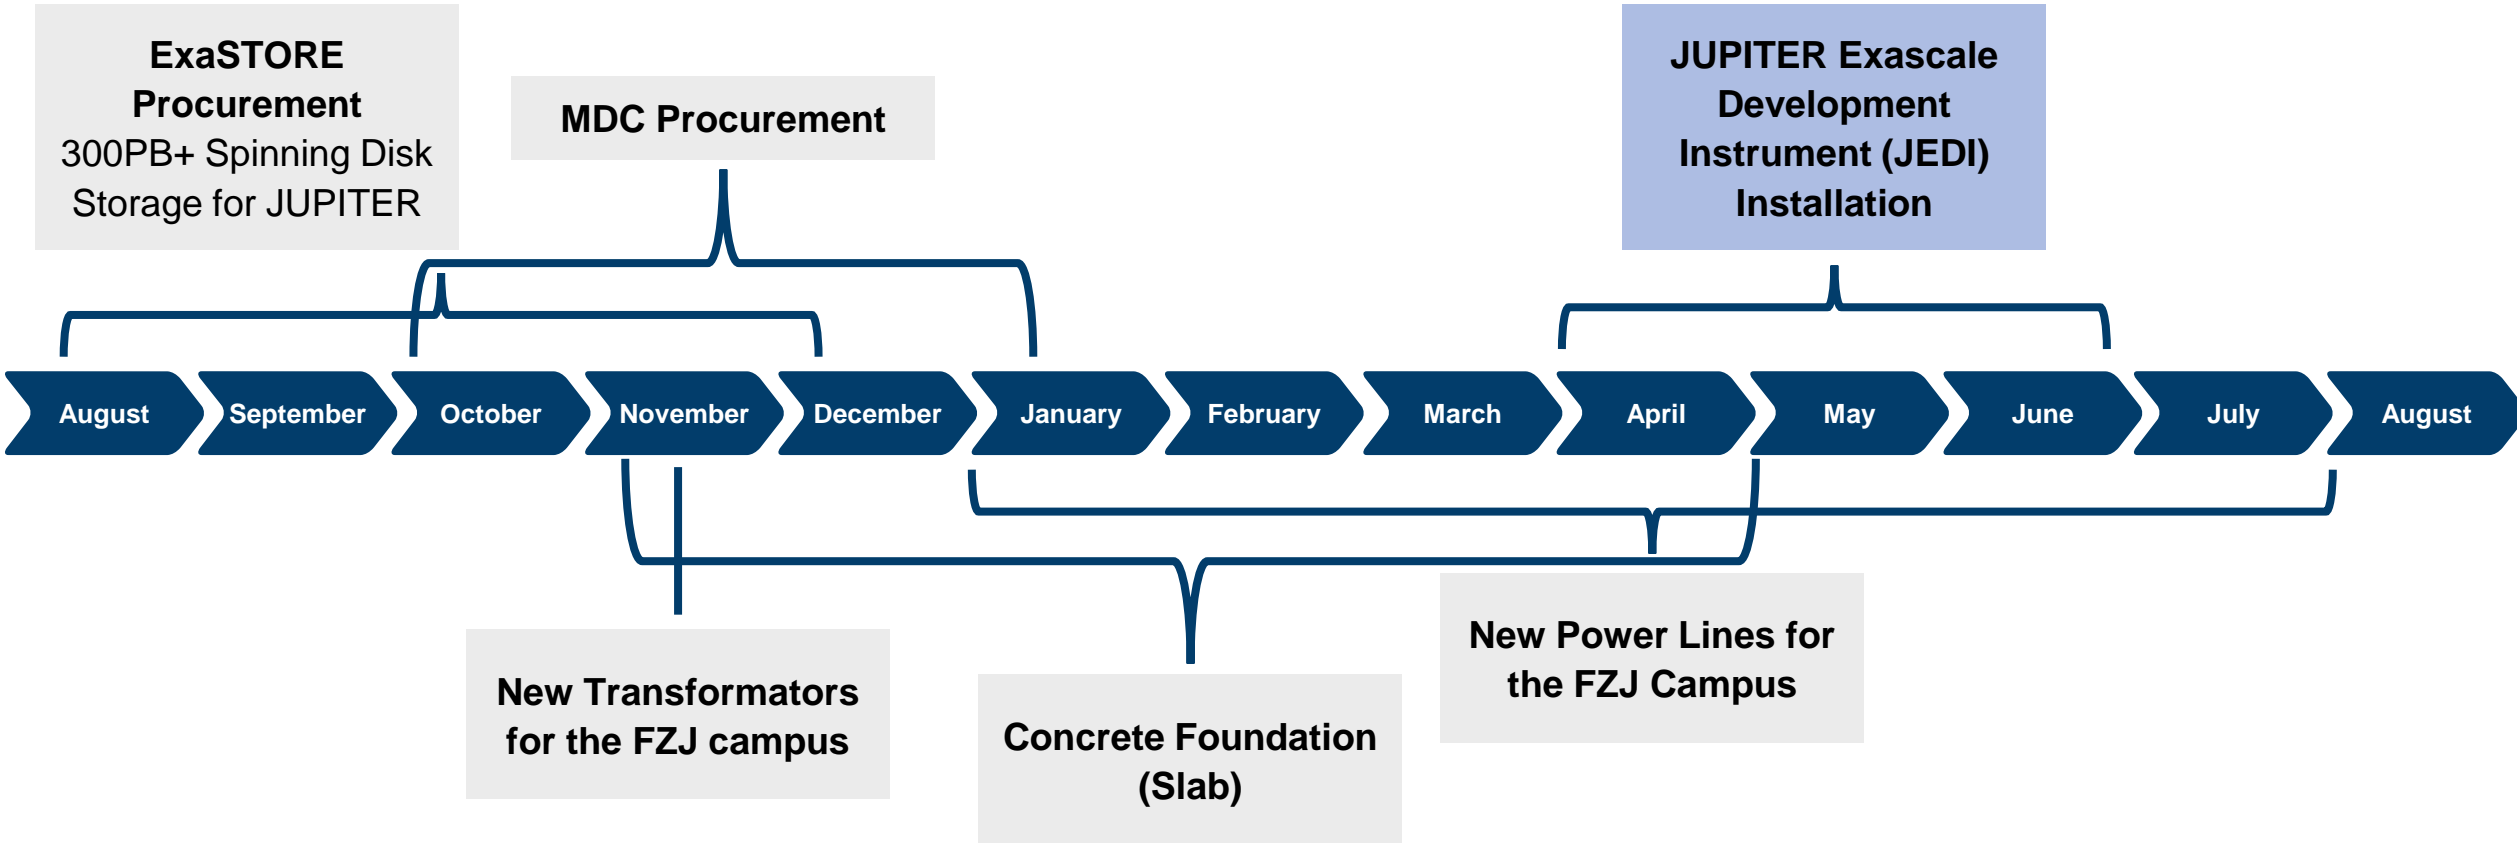 ExaSTORE
Procurement
300PB+ Spinning Disk
Storage for JUPITER
MDC Procurement
JUPITER Exascale
Development
Instrument (JEDI)
Installation
August
September
October
November
December
January
February
March
April
May
June
July
August
New Transformators
for the FZJ campus
Concrete Foundation
(Slab)
New Power Lines for
the FZJ Campus